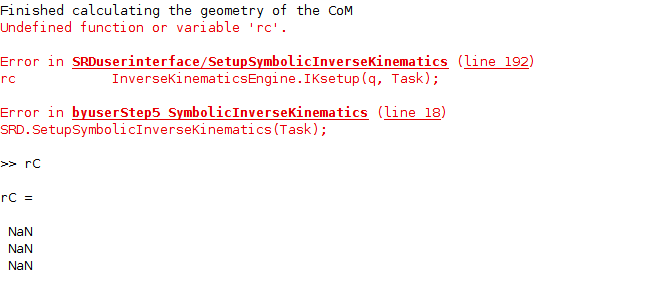 Finished calculating the geometry of the CoM
Undefined function or variable 'rc'.
Error in SRDuserinterface/SetupSymbolicInverseKinematics (line 192)
rc            InverseKinematicsEngine.IKsetup(q, Task);
Error in byuserStep5_SymbolicInverseKinematics (line 18)
SRD.SetupSymbolicInverseKinematics(Task);
>> rC
rC =
NaN
NaN
NaN